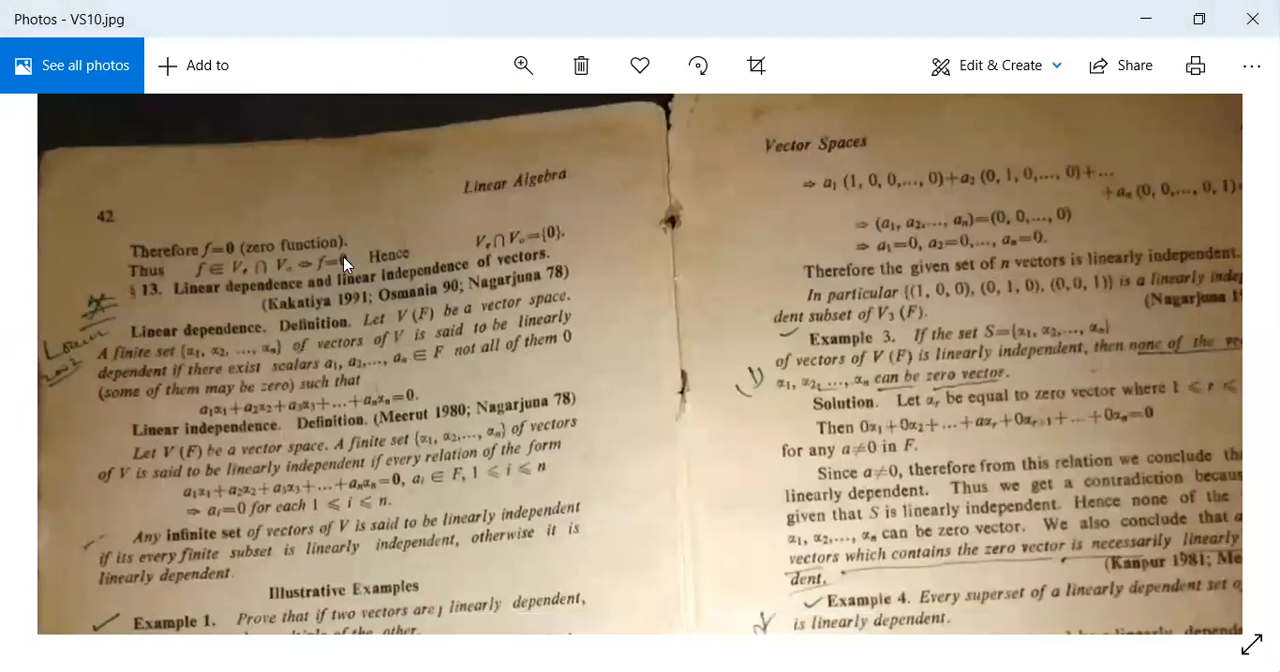 Photos - VS10.jpg
See all photos
Add to
Edit & Create
Share
Linear Algebra
42
Therefore f=0 (zero function).
Thus f ∈ Vₑ ∩ Vₒ ⇒ f=0 Hence Vₑ ∩ Vₒ={0}.
§ 13. Linear dependence and linear independence of vectors.
(Kakatiya 1991; Osmania 90; Nagarjuna 78)
Linear dependence. Definition. Let V (F) be a vector space.
A finite set {α₁, α₂, ..., αₙ} of vectors of V is said to be linearly
dependent if there exist scalars a₁, a₂,..., aₙ ∈ F not all of them 0
(some of them may be zero) such that
a₁α₁+a₂α₂+a₃α₃+...+aₙαₙ=0.
Linear independence. Definition. (Meerut 1980; Nagarjuna 78)
Let V (F) be a vector space. A finite set {α₁, α₂,..., αₙ} of vectors
of V is said to be linearly independent if every relation of the form
a₁α₁+a₂α₂+a₃α₃+...+aₙαₙ=0, aᵢ ∈ F, 1 ⩽ i ⩽ n
⇒ aᵢ=0 for each 1 ⩽ i ⩽ n.
Any infinite set of vectors of V is said to be linearly independent
if its every finite subset is linearly independent, otherwise it is
linearly dependent.
Illustrative Examples
Example 1. Prove that if two vectors are linearly dependent,
of the other.
Vector Spaces
⇒ a₁ (1, 0, 0,..., 0)+a₂ (0, 1, 0,..., 0)+...
+aₙ (0, 0,..., 0, 1)
⇒ (a₁, a₂,..., aₙ)=(0, 0,..., 0)
⇒ a₁=0, a₂=0,..., aₙ=0.
Therefore the given set of n vectors is linearly independent.
In particular {(1, 0, 0), (0, 1, 0), (0, 0, 1)} is a linearly inde
dent subset of V₃ (F).
(Nagarjuna 1
Example 3. If the set S={α₁, α₂,..., αₙ}
of vectors of V (F) is linearly independent, then none of the ve
α₁, α₂,..., αₙ can be zero vector.
Solution. Let αᵣ be equal to zero vector where 1 ⩽ r ⩽
Then 0α₁+0α₂+...+aαᵣ+0αᵣ₊₁+...+0αₙ=0
for any a≠0 in F.
Since a≠0, therefore from this relation we conclude th
linearly dependent. Thus we get a contradiction becau
given that S is linearly independent. Hence none of the
α₁, α₂,..., αₙ can be zero vector. We also conclude that a
vectors which contains the zero vector is necessarily linearly
dent.
(Kanpur 1981; Me
Example 4. Every superset of a linearly dependent set o
is linearly dependent.